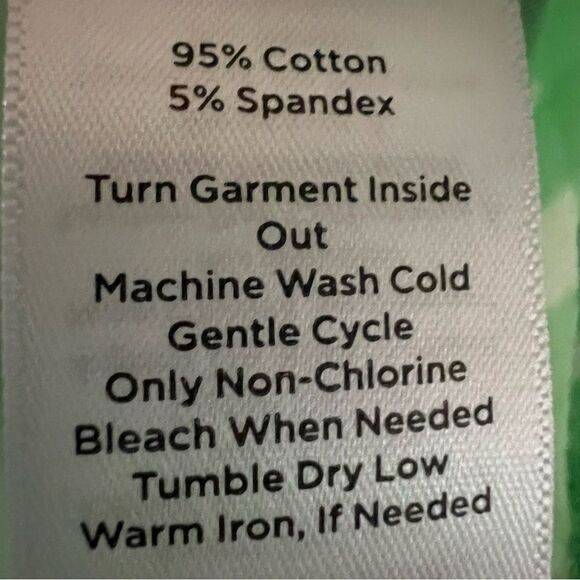 95% Cotton
5% Spandex
Turn Garment Inside
Out
Machine Wash Cold
Gentle Cycle
Only Non-Chlorine
Bleach When Needed
Tumble Dry Low
Warm Iron, If Needed